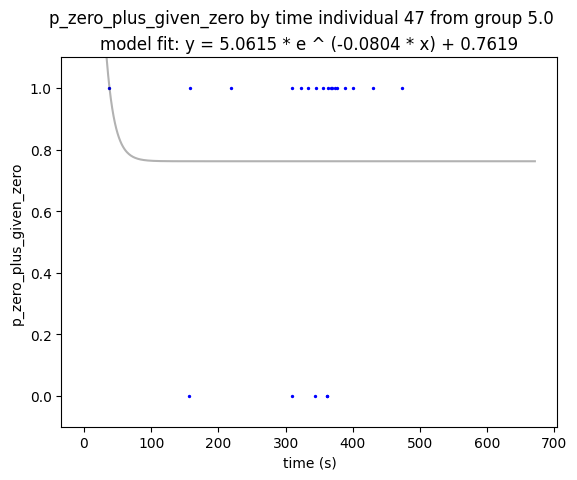 p_zero_plus_given_zero by time individual 47 from group 5.0
model fit: y = 5.0615 * e ^ (-0.0804 * x) + 0.7619
1.0
0.8
0.6
0.4
0.2
0.0
p_zero_plus_given_zero
0 100 200 300 400 500 600 700
time (s)